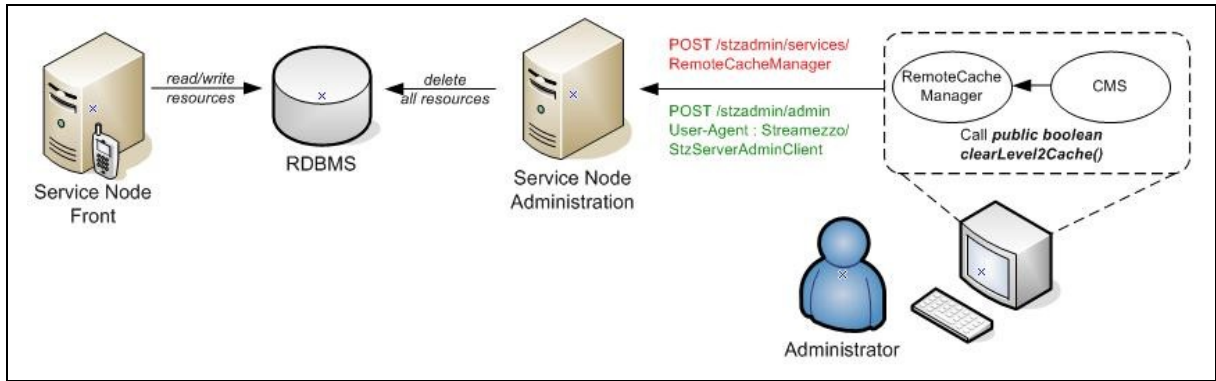 Service Node
Front
read/write
resources
RDBMS
delete
all resources
Service Node
Administration
POST /stzadmin/services/
RemoteCacheManager
POST /stzadmin/admin
User-Agent : Streamezzo/
StzServerAdminClient
RemoteCache
Manager
CMS
Call public boolean
clearLevel2Cache()
Administrator